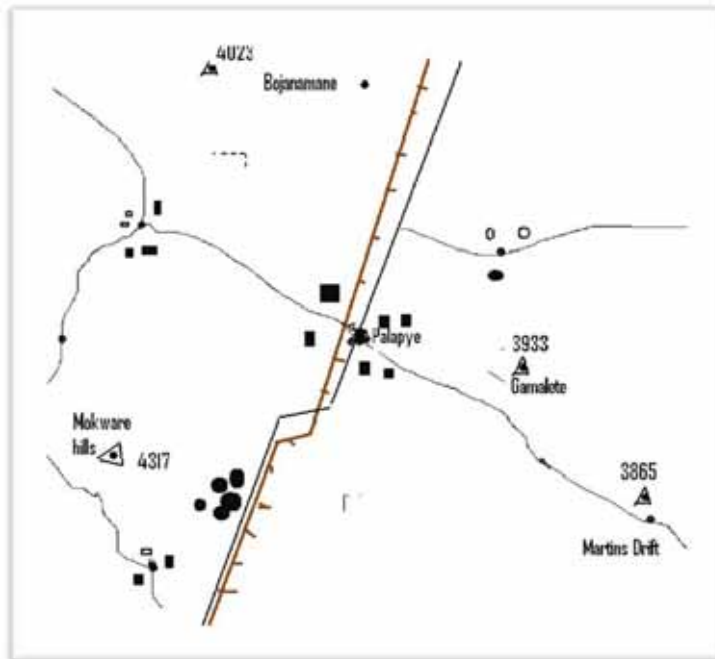 4023
Bojanamane
Palapye
3933
Gamalete
Mokware
hills
4317
3865
Martins Drift